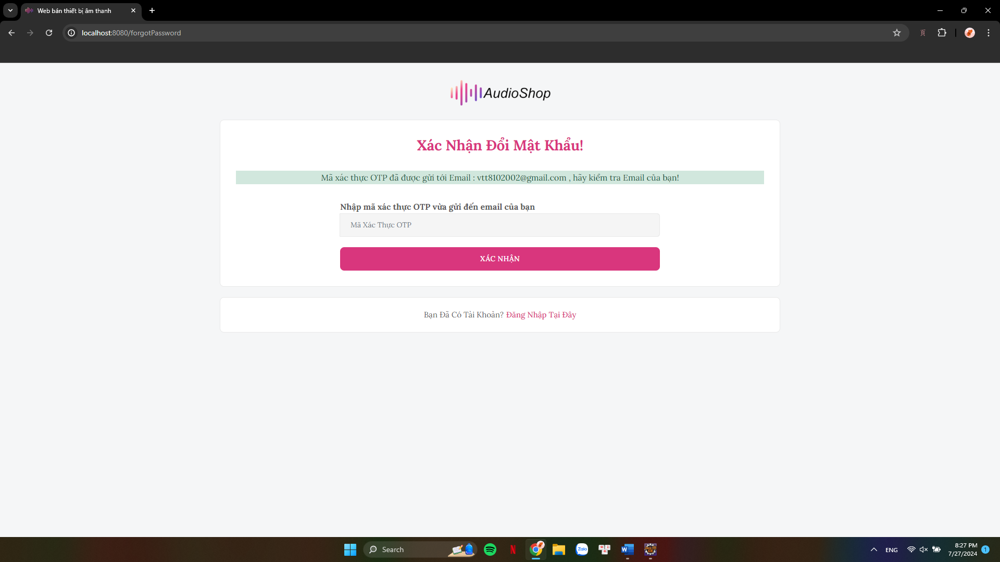 Web bán thiết bị âm thanh
localhost:8080/forgotPassword
AudioShop
Xác Nhận Đổi Mật Khẩu!
Mã xác thực OTP đã được gửi tới Email : vtt8102002@gmail.com , hãy kiểm tra Email của bạn!
Nhập mã xác thực OTP vừa gửi đến email của bạn
Mã Xác Thực OTP
XÁC NHẬN
Bạn Đã Có Tài Khoản? Đăng Nhập Tại Đây
Search
Zalo
ENG
8:27 PM
7/27/2024
1